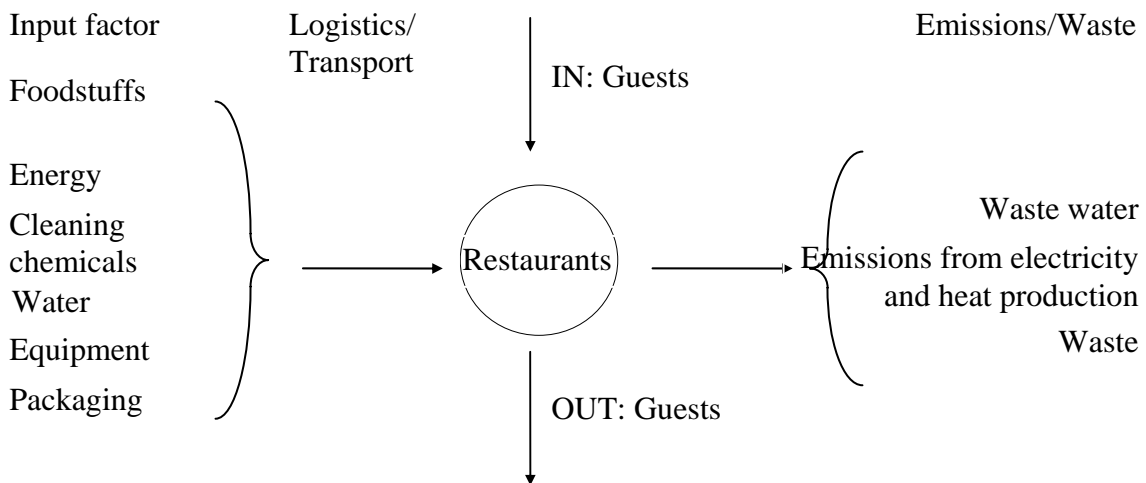 Input factor
Logistics/
Transport
Emissions/Waste
IN: Guests
Foodstuffs
Energy
Cleaning
chemicals
Water
Equipment
Packaging
Restaurants
Waste water
Emissions from electricity
and heat production
Waste
OUT: Guests